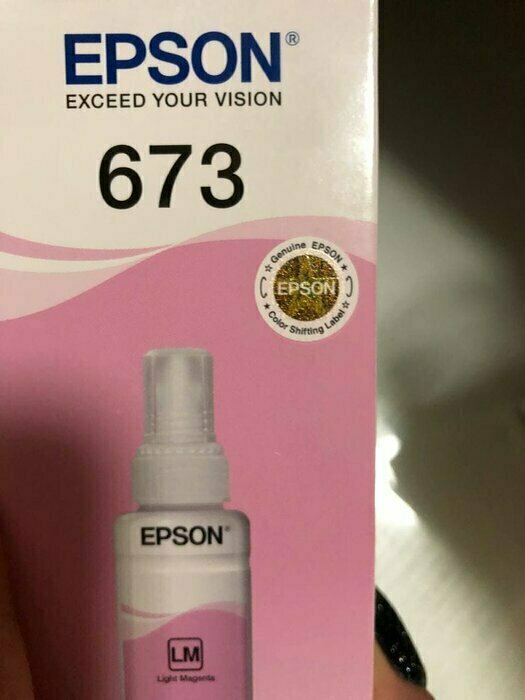 EPSON®
EXCEED YOUR VISION
673
Genuine EPSON
EPSON
Color Shifting Label
EPSON®
LM
Light Magenta